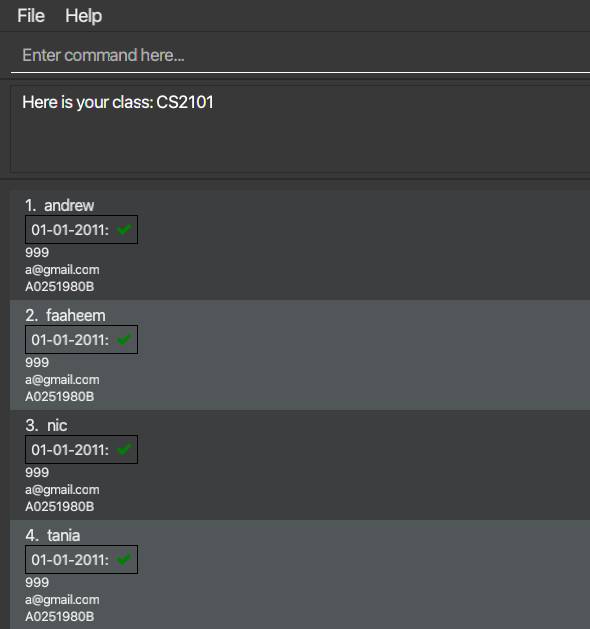 File Help
Enter command here...
Here is your class: CS2101
1. andrew
01-01-2011: ✔
999
a@gmail.com
A0251980B
2. faaheem
01-01-2011: ✔
999
a@gmail.com
A0251980B
3. nic
01-01-2011: ✔
999
a@gmail.com
A0251980B
4. tania
01-01-2011: ✔
999
a@gmail.com
A0251980B